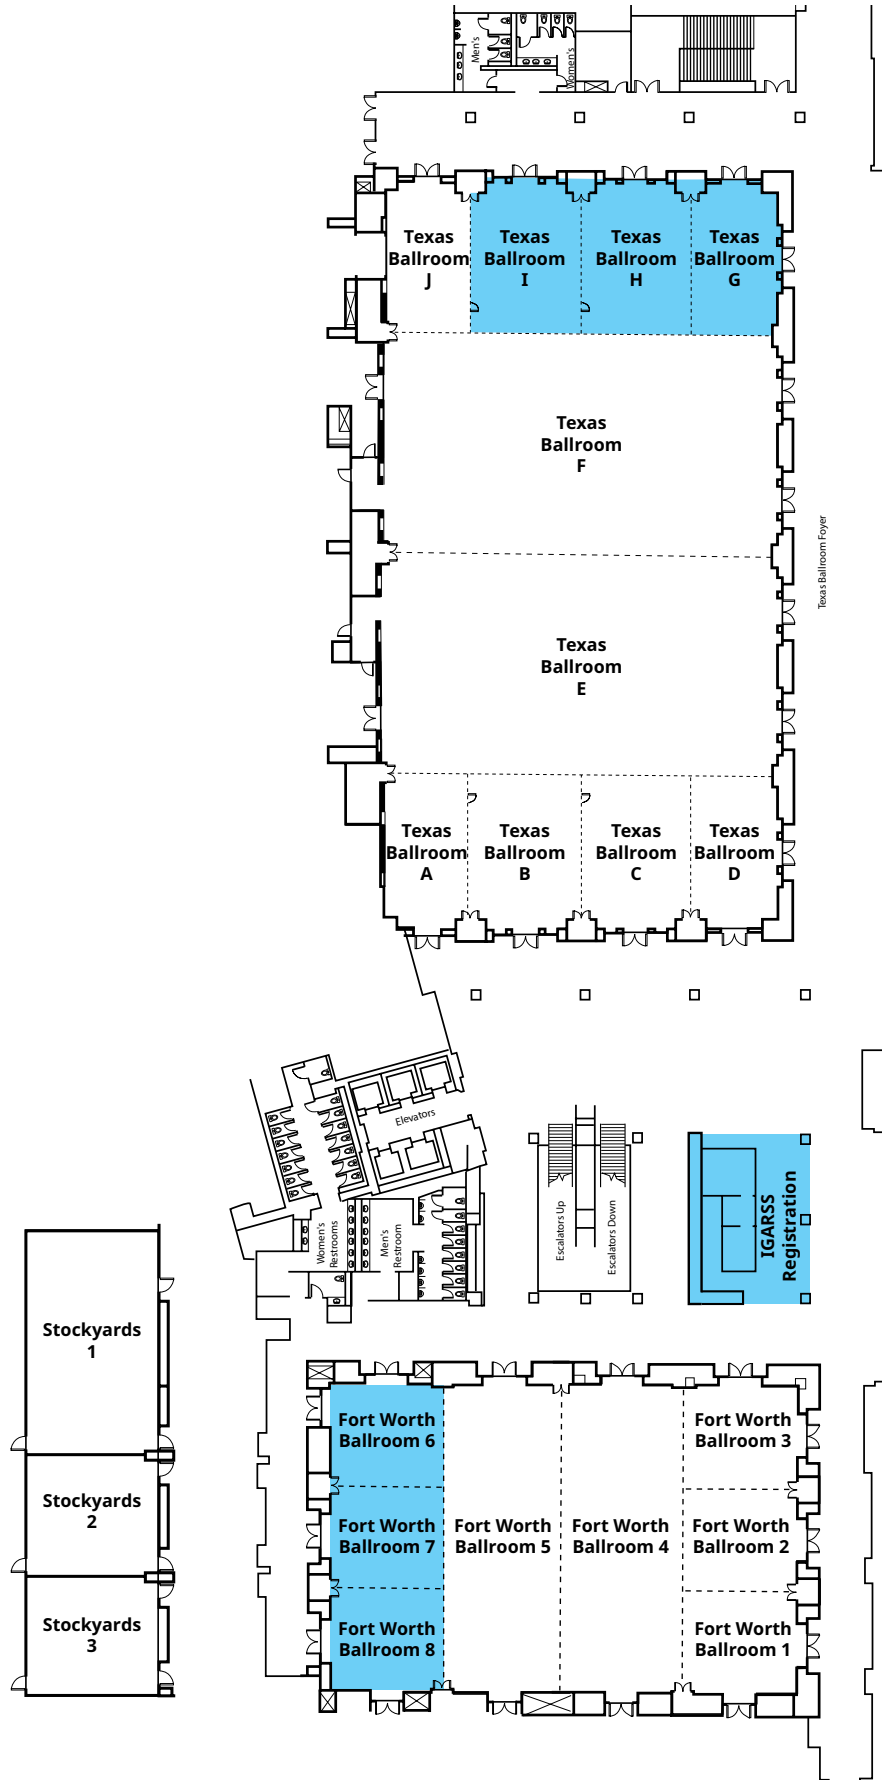 Men's
Women's
Texas
Ballroom
J
Texas
Ballroom
I
Texas
Ballroom
H
Texas
Ballroom
G
Texas
Ballroom
F
Texas Ballroom Foyer
Texas
Ballroom
E
Texas
Ballroom
A
Texas
Ballroom
B
Texas
Ballroom
C
Texas
Ballroom
D
Elevators
Women's
Restrooms
Men's
Restroom
Escalators Up
Escalators Down
IGARSS
Registration
Stockyards
1
Stockyards
2
Stockyards
3
Fort Worth
Ballroom 6
Fort Worth
Ballroom 3
Fort Worth
Ballroom 7
Fort Worth
Ballroom 5
Fort Worth
Ballroom 4
Fort Worth
Ballroom 2
Fort Worth
Ballroom 8
Fort Worth
Ballroom 1